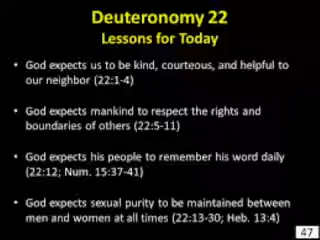 Deuteronomy 22
Lessons for Today
• God expects us to be kind, courteous, and helpful to
our neighbor (22:1-4)
• God expects mankind to respect the rights and
boundaries of others (22:5-11)
• God expects his people to remember his word daily
(22:12; Num. 15:37-41)
• God expects sexual purity to be maintained between
men and women at all times (22:13-30; Heb. 13:4)
47